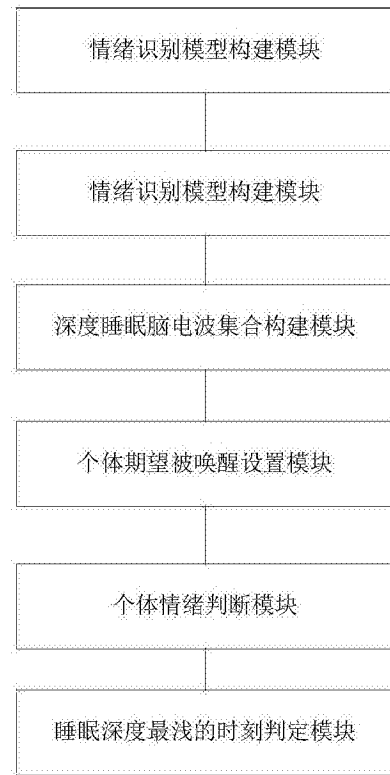 情绪识别模型构建模块
情绪识别模型构建模块
深度睡眠脑电波集合构建模块
个体期望被唤醒设置模块
个体情绪判断模块
睡眠深度最浅的时刻判定模块